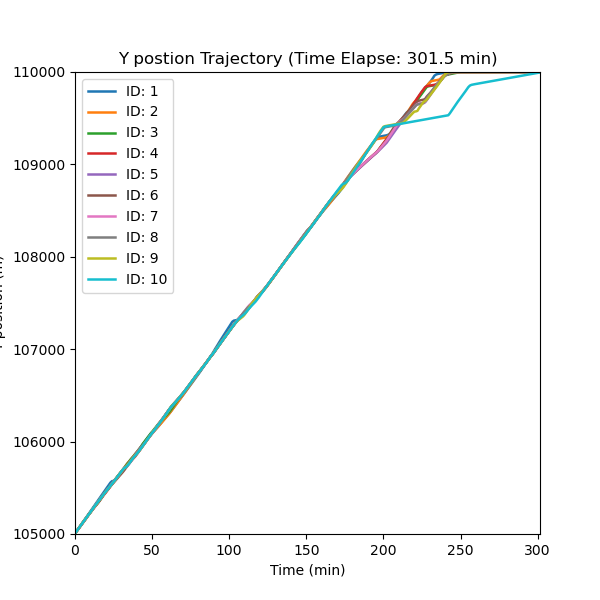 Y postion Trajectory (Time Elapse: 301.5 min)
110000
109000
108000
107000
106000
105000
ID: 1
ID: 2
ID: 3
ID: 4
ID: 5
ID: 6
ID: 7
ID: 8
ID: 9
ID: 10
0 50 100 150 200 250 300
Time (min)